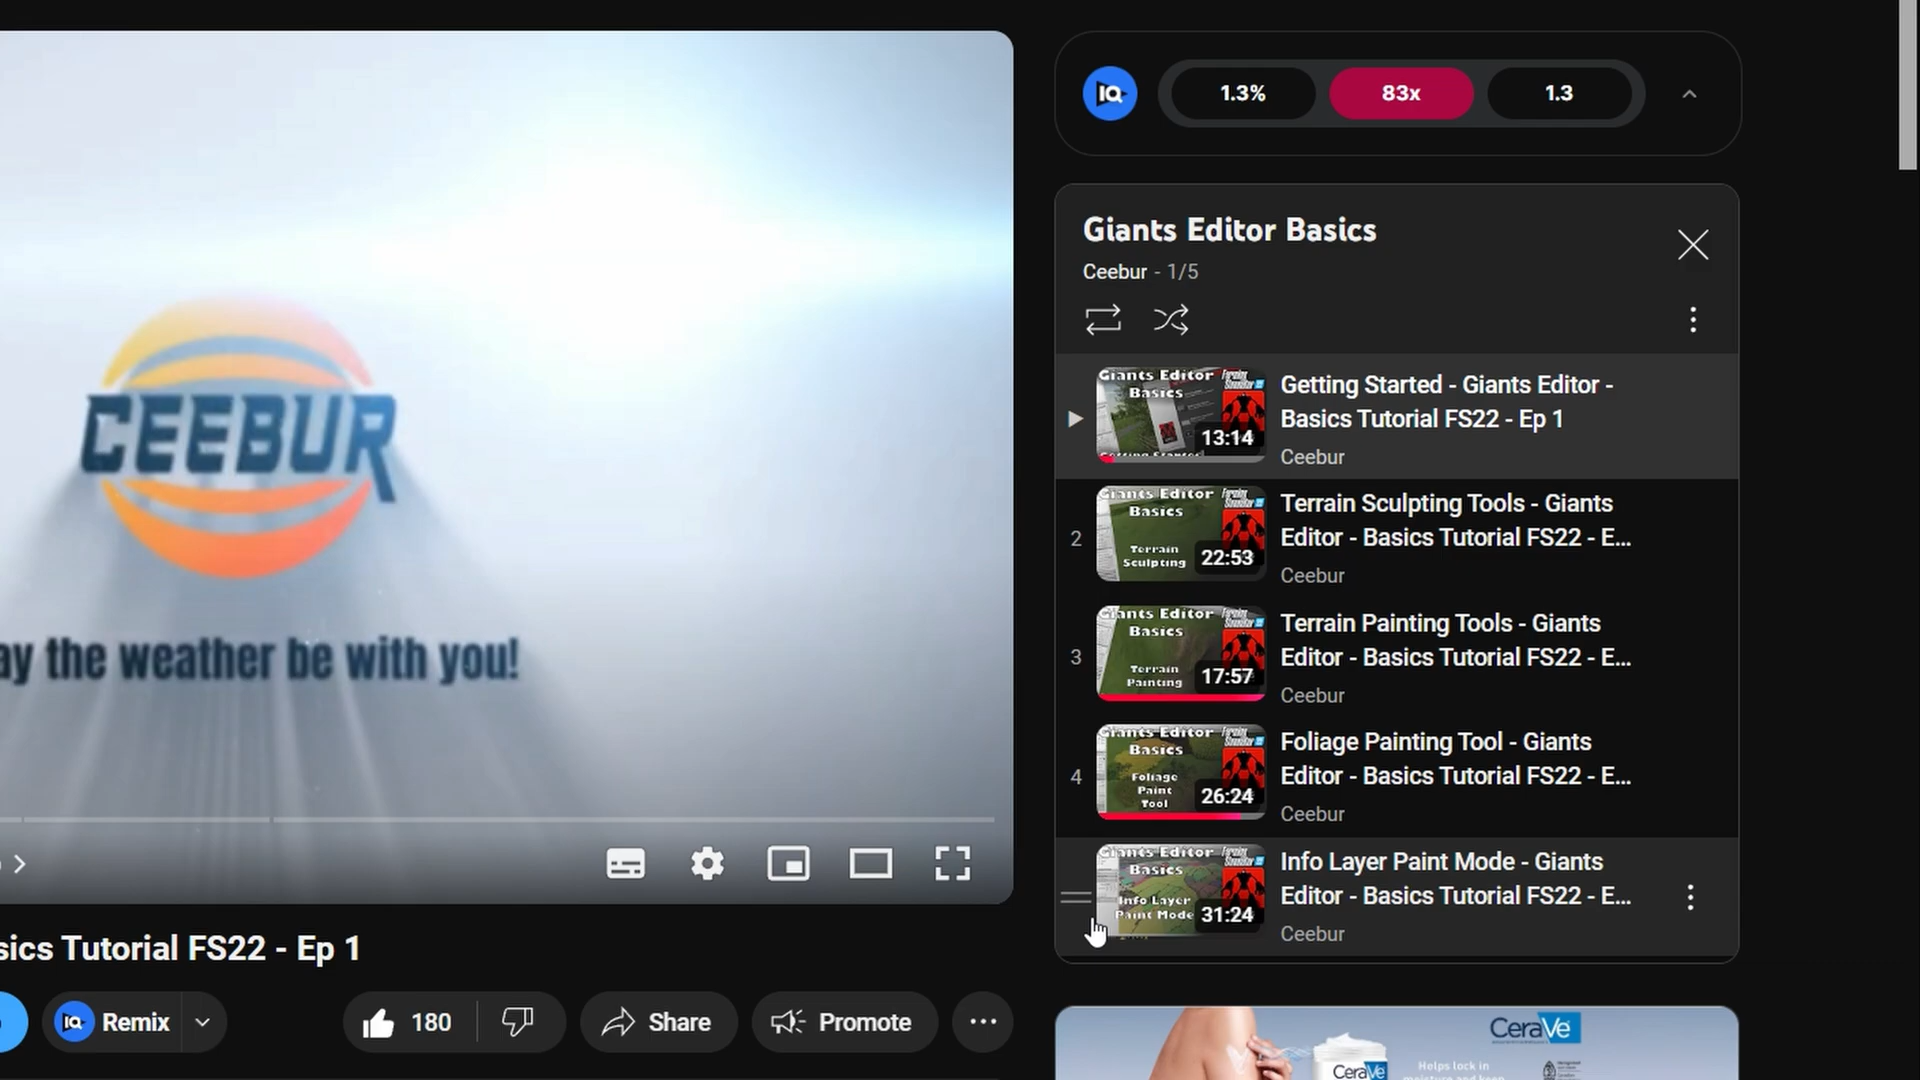 CEEBUR
ay the weather be with you!
sics Tutorial FS22 - Ep 1
IQ
Remix
180
Share
Promote
IQ
1.3%
83x
1.3
Giants Editor Basics
Ceebur - 1/5
Giants Editor
Basics
13:14
Getting Started - Giants Editor -
Basics Tutorial FS22 - Ep 1
Ceebur
2
Giants Editor
Basics
Terrain
Sculpting
22:53
Terrain Sculpting Tools - Giants
Editor - Basics Tutorial FS22 - E...
Ceebur
3
Giants Editor
Basics
Terrain
Painting
17:57
Terrain Painting Tools - Giants
Editor - Basics Tutorial FS22 - E...
Ceebur
4
Giants Editor
Basics
Foliage
Paint
Tool
26:24
Foliage Painting Tool - Giants
Editor - Basics Tutorial FS22 - E...
Ceebur
Giants Editor
Basics
Info Layer
Paint Mode
31:24
Info Layer Paint Mode - Giants
Editor - Basics Tutorial FS22 - E...
Ceebur
CeraVe
CeraVe
Helps lock in